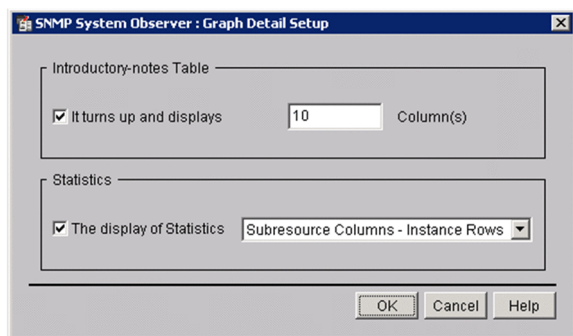 SNMP System Observer : Graph Detail Setup
Introductory-notes Table
It turns up and displays 10 Column(s)
Statistics
The display of Statistics Subresource Columns - Instance Rows
OK Cancel Help